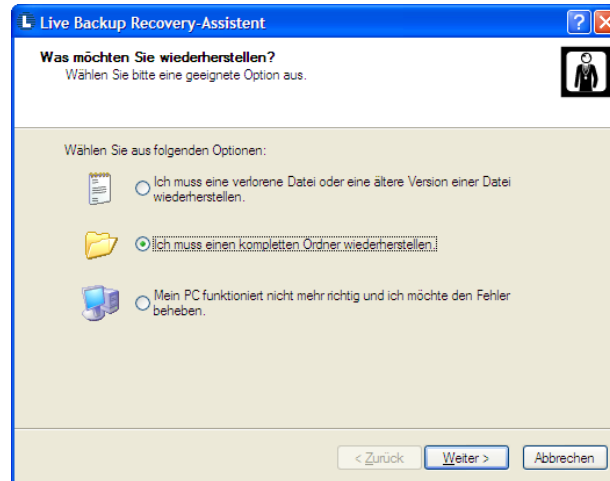 Live Backup Recovery-Assistent
Was möchten Sie wiederherstellen?
Wählen Sie bitte eine geeignete Option aus.
Wählen Sie aus folgenden Optionen:
Ich muss eine verlorene Datei oder eine ältere Version einer Datei
wiederherstellen.
Ich muss einen kompletten Ordner wiederherstellen.
Mein PC funktioniert nicht mehr richtig und ich möchte den Fehler
beheben.
< Zurück Weiter > Abbrechen